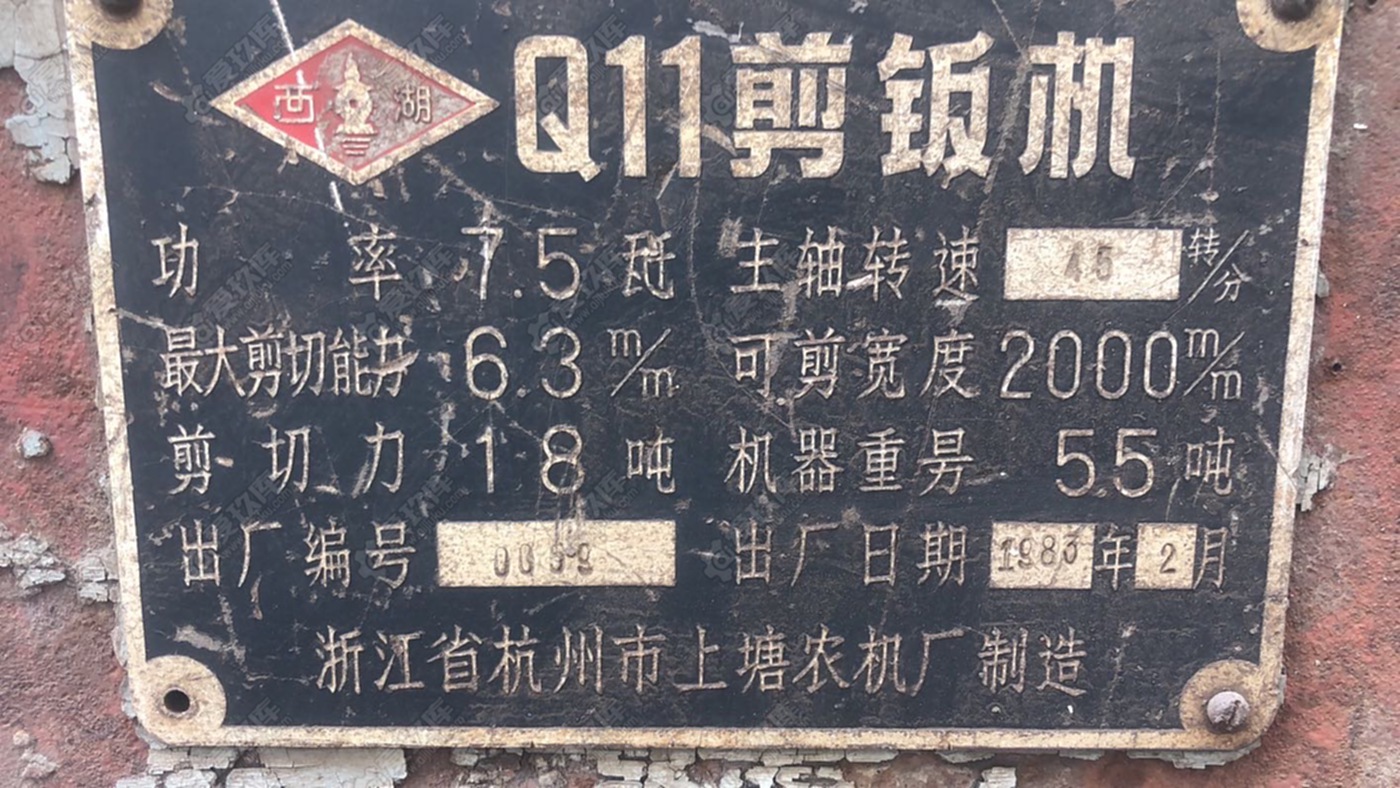 西湖
Q11剪钣机
功率 7.5 瓩 主轴转速 45 转/分
最大剪切能力 6.3 m/m 可剪宽度 2000 m/m
剪切力 18 吨 机器重量 5.5 吨
出厂编号 出厂日期 1983 年 2 月
浙江省杭州市上塘农机厂制造